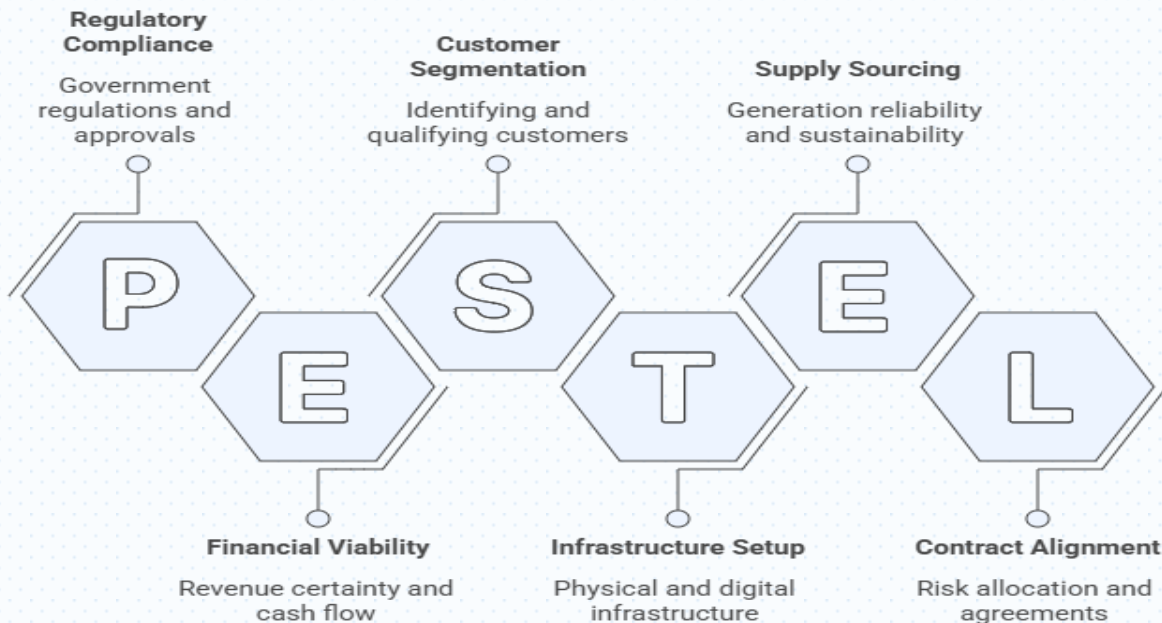 Regulatory
Compliance
Government
regulations and
approvals
Customer
Segmentation
Identifying and
qualifying customers
Supply Sourcing
Generation reliability
and sustainability
P
E
S
T
E
L
Financial Viability
Revenue certainty and
cash flow
Infrastructure Setup
Physical and digital
infrastructure
Contract Alignment
Risk allocation and
agreements